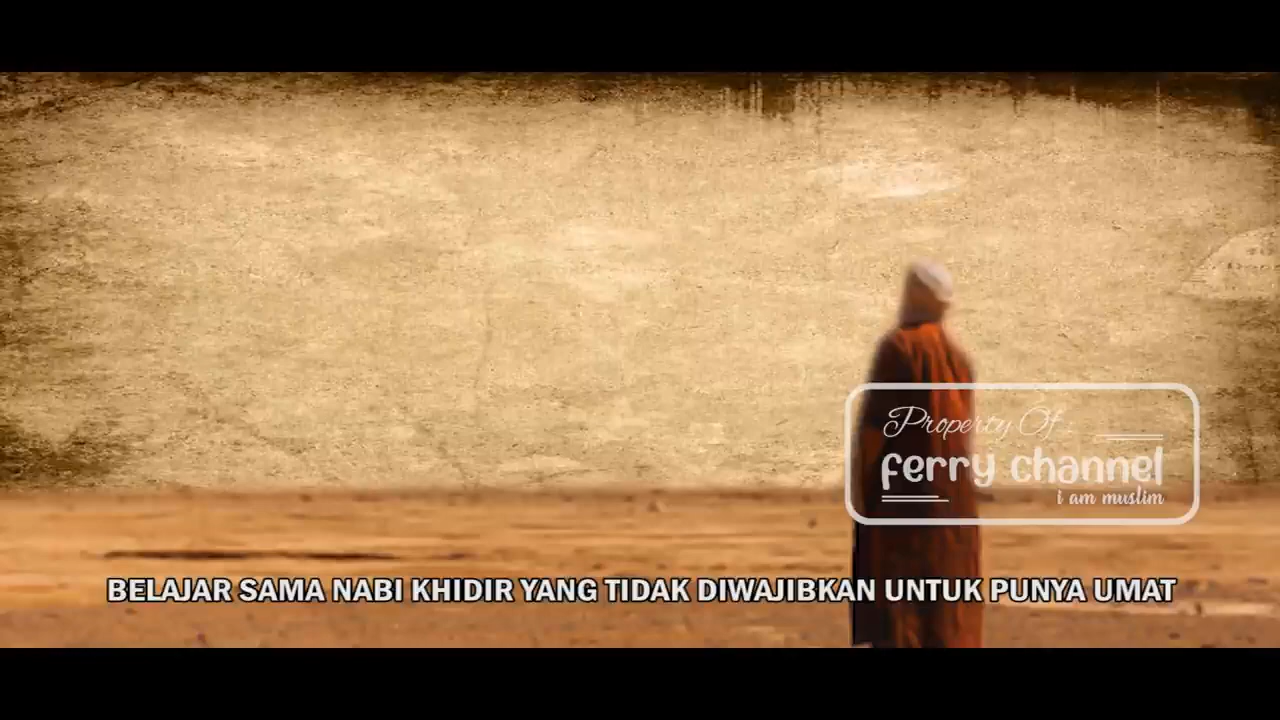 Property Of :
ferry channel
i am muslim
BELAJAR SAMA NABI KHIDIR YANG TIDAK DIWAJIBKAN UNTUK PUNYA UMAT